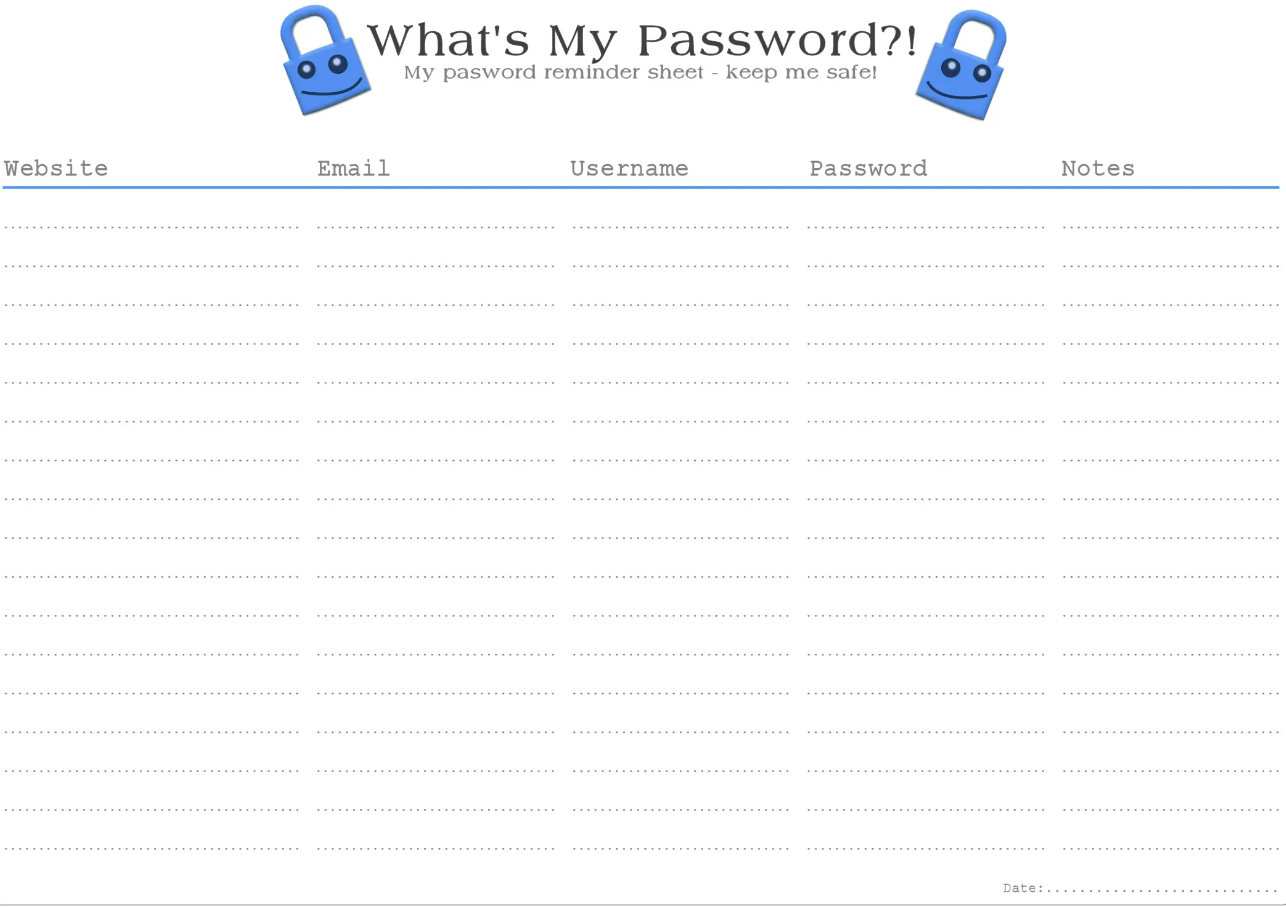 What's My Password?!
My pasword reminder sheet - keep me safe!
Website Email Username Password Notes
Date:............................